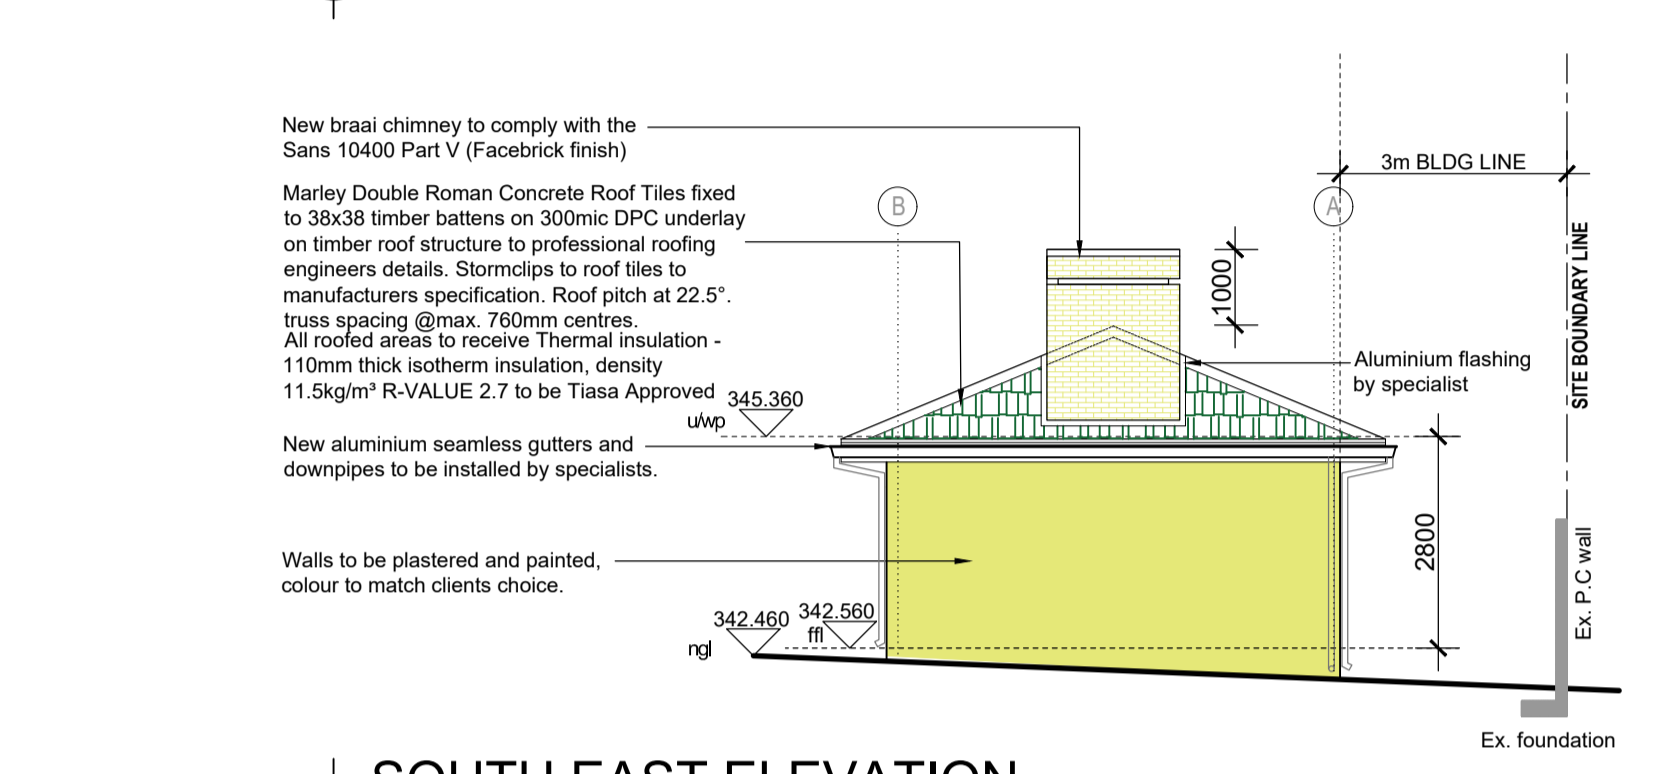 New braai chimney to comply with the
Sans 10400 Part V (Facebrick finish)
Marley Double Roman Concrete Roof Tiles fixed
to 38x38 timber battens on 300mic DPC underlay
on timber roof structure to professional roofing
engineers details. Stormclips to roof tiles to
manufacturers specification. Roof pitch at 22.5°.
truss spacing @max. 760mm centres.
All roofed areas to receive Thermal insulation -
110mm thick isotherm insulation, density
11.5kg/m³ R-VALUE 2.7 to be Tiasa Approved
345.360
u/wp
New aluminium seamless gutters and
downpipes to be installed by specialists.
Walls to be plastered and painted,
colour to match clients choice.
342.460
ngl
342.560
ffl
B
A
3m BLDG LINE
1000
Aluminium flashing
by specialist
SITE BOUNDARY LINE
2800
Ex. P.C wall
Ex. foundation
SOUTH EAST ELEVATION